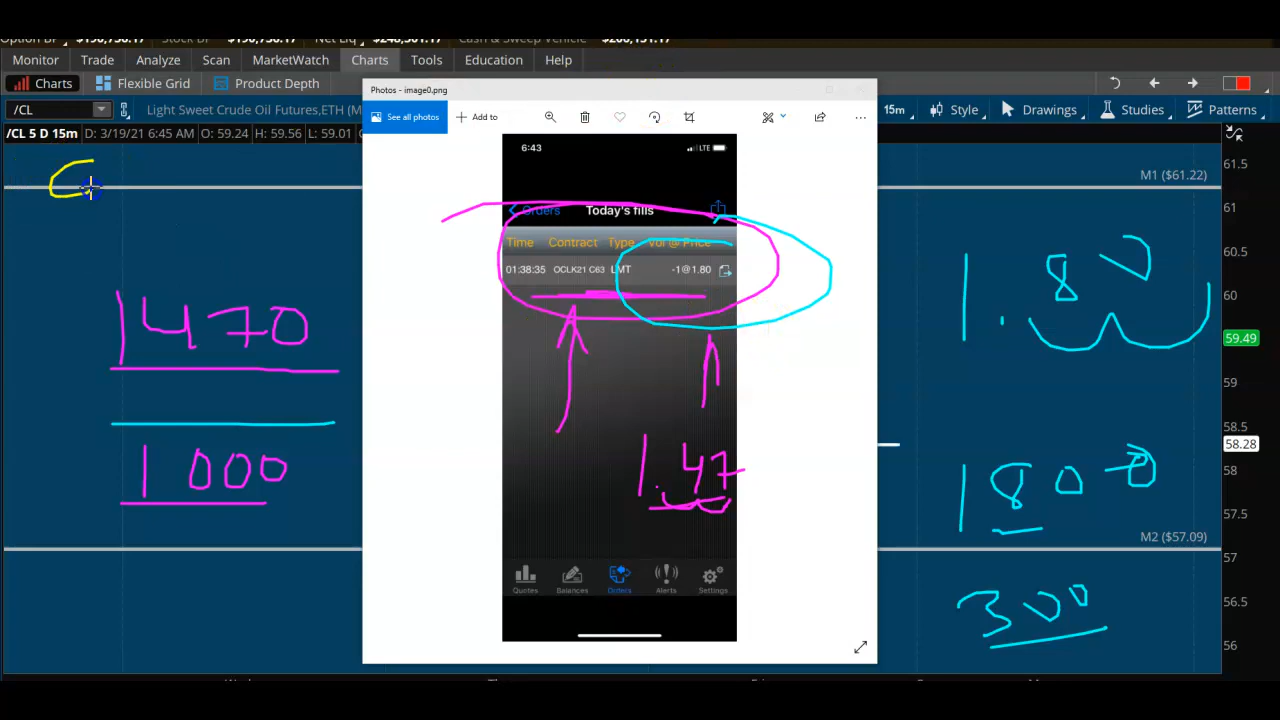 Option BP $196,756.17 Stock BP $196,756.17 Net Liq $248,501.17 Cash & Sweep Vehicle
Monitor Trade Analyze Scan MarketWatch Charts Tools Education Help
Charts Flexible Grid Product Depth
/CL Light Sweet Crude Oil Futures,ETH (M 15m Style Drawings Studies Patterns
/CL 5 D 15m D: 3/19/21 6:45 AM O: 59.24 H: 59.56 L: 59.01
Photos - image0.png
See all photos Add to
6:43 LTE
Orders Today's fills
Time Contract Type Vol @ Price
01:38:35 OCLK21 C63 LMT -1@1.80
Quotes Balances Orders Alerts Settings
1470
1000
1.47
1.80
1800
300
M1 ($61.22)
M2 ($57.09)
61.5
61
60.5
60
59.49
59
58.5
58.28
58
57.5
57
56.5
56